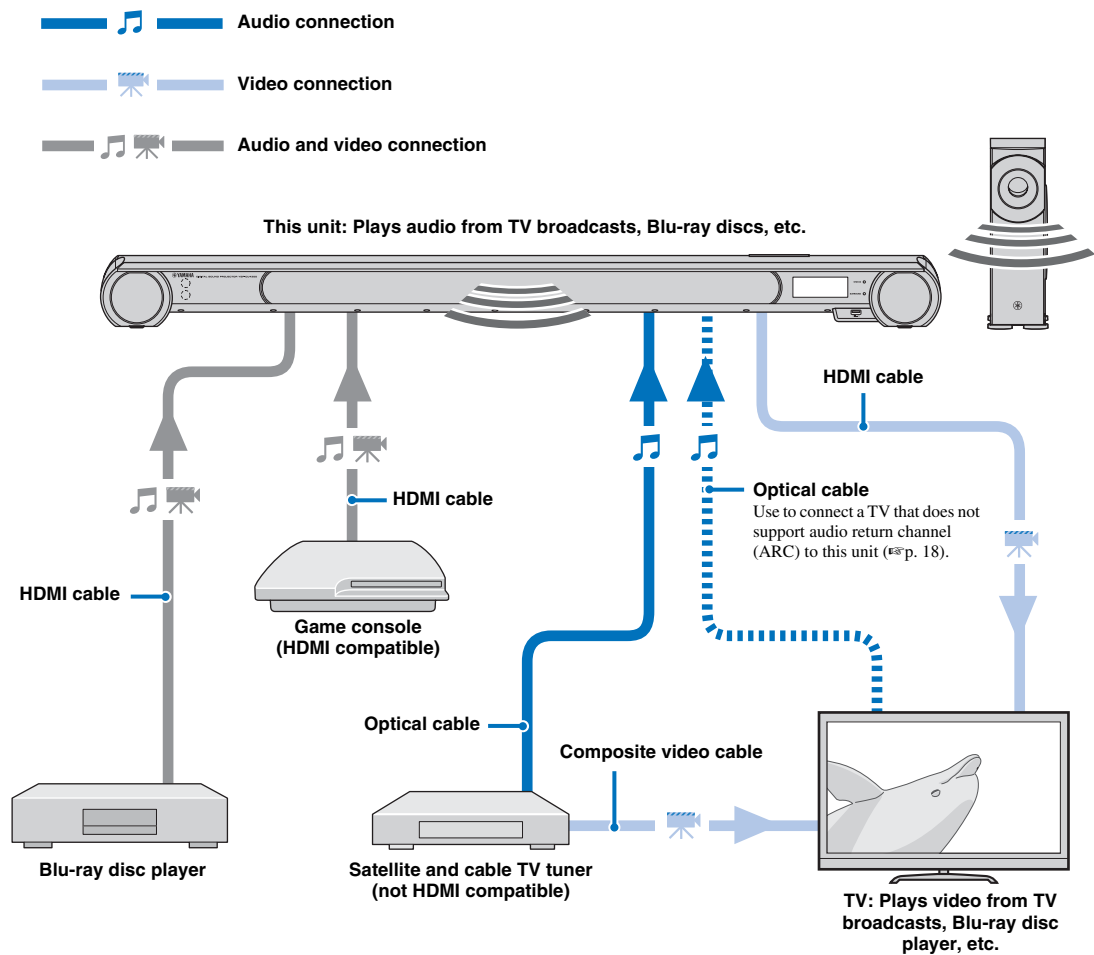 Audio connection
Video connection
Audio and video connection
This unit: Plays audio from TV broadcasts, Blu-ray discs, etc.
YAMAHA
HDMI cable
HDMI cable
Optical cable
Use to connect a TV that does not
support audio return channel
(ARC) to this unit (☞p. 18).
HDMI cable
Game console
(HDMI compatible)
Optical cable
Composite video cable
Blu-ray disc player
Satellite and cable TV tuner
(not HDMI compatible)
TV: Plays video from TV
broadcasts, Blu-ray disc
player, etc.